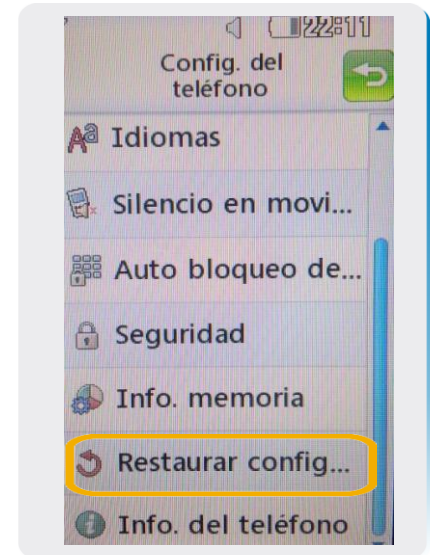 22:11
Config. del
teléfono
Aª Idiomas
Silencio en movi...
Auto bloqueo de...
Seguridad
Info. memoria
Restaurar config...
Info. del teléfono